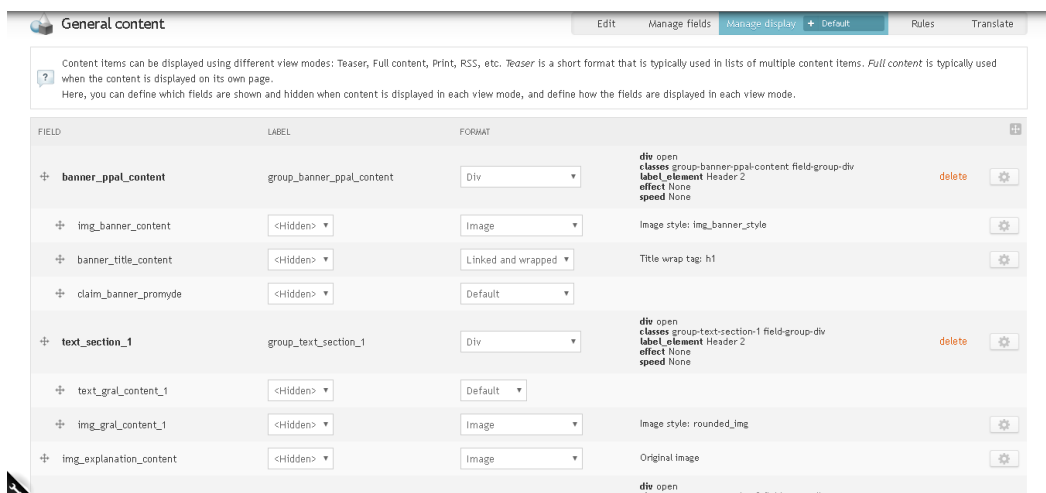 General content
Edit Manage fields Manage display + Default Rules Translate
Content items can be displayed using different view modes: Teaser, Full content, Print, RSS, etc. Teaser is a short format that is typically used in lists of multiple content items. Full content is typically used
when the content is displayed on its own page.
Here, you can define which fields are shown and hidden when content is displayed in each view mode, and define how the fields are displayed in each view mode.
FIELD LABEL FORMAT
banner_ppal_content group_banner_ppal_content Div
div open
classes group-banner-ppal-content field-group-div
label_element Header 2
effect None
speed None
delete
img_banner_content <Hidden> Image Image style: img_banner_style
banner_title_content <Hidden> Linked and wrapped Title wrap tag: h1
claim_banner_promyde <Hidden> Default
text_section_1 group_text_section_1 Div
div open
classes group-text-section-1 field-group-div
label_element Header 2
effect None
speed None
delete
text_gral_content_1 <Hidden> Default
img_gral_content_1 <Hidden> Image Image style: rounded_img
img_explanation_content <Hidden> Image Original image
div open